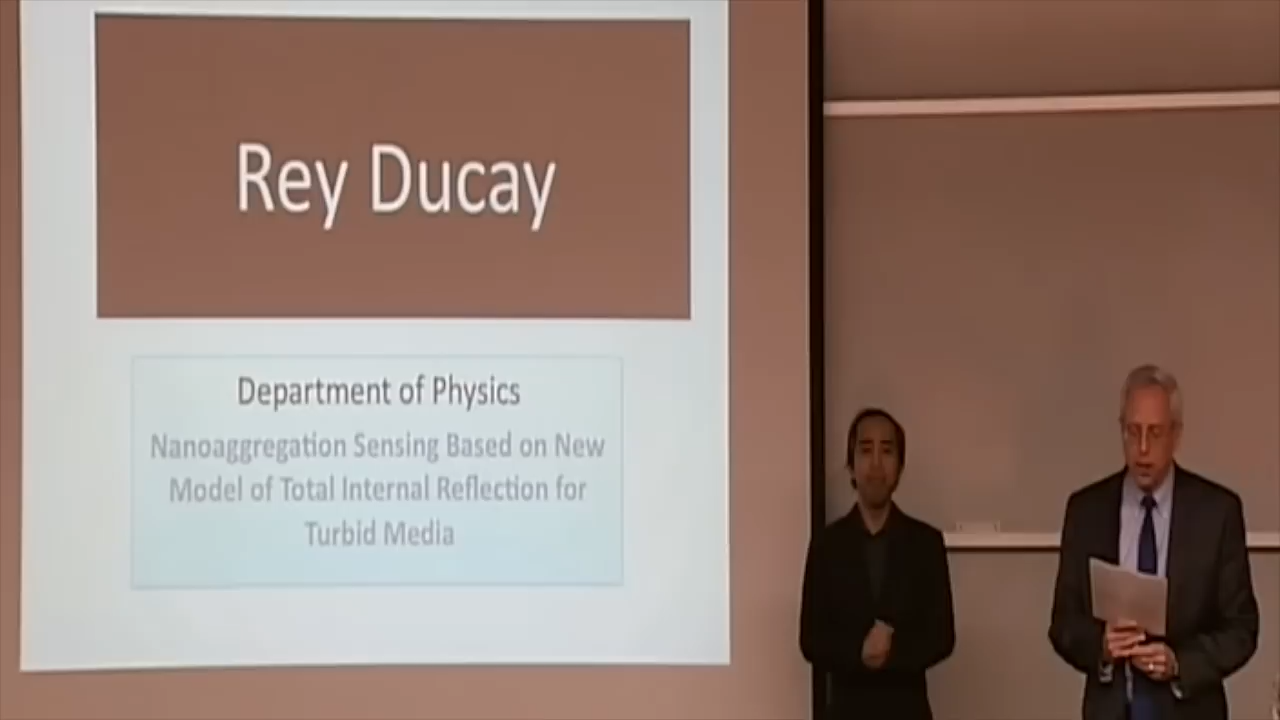 Rey Ducay
Department of Physics
Nanoaggregation Sensing Based on New
Model of Total Internal Reflection for
Turbid Media